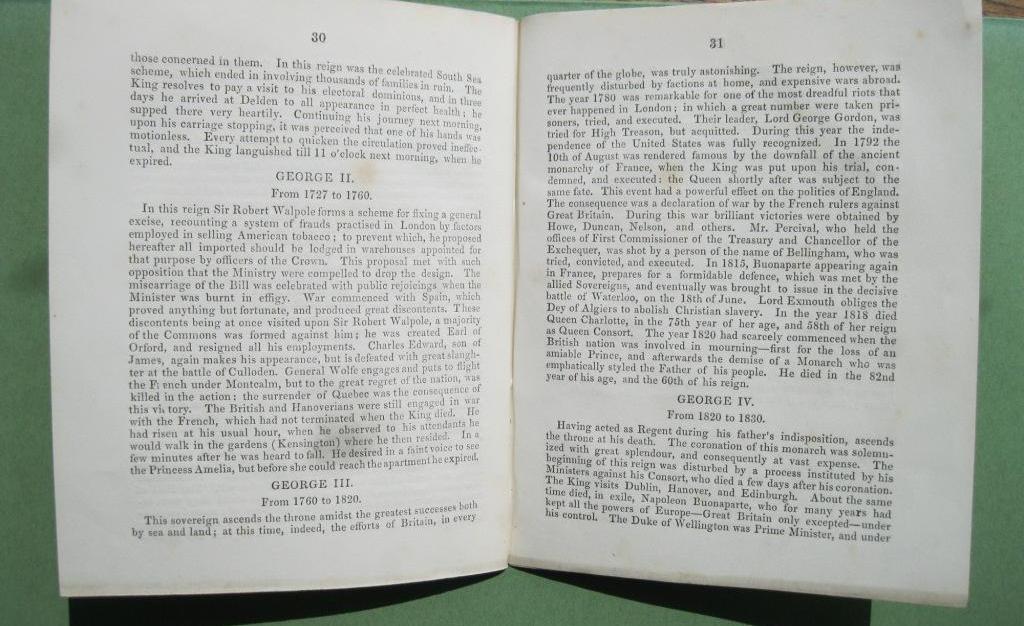 30
those concerned in them. In this reign was the celebrated South Sea
scheme, which ended in involving thousands of families in ruin. The
King resolves to pay a visit to his electoral dominions, and in three
days he arrived at Delden to all appearance in perfect health; he
supped there very heartily. Continuing his journey next morning,
upon his carriage stopping, it was perceived that one of his hands was
motionless. Every attempt to quicken the circulation proved ineffec-
tual, and the King languished till 11 o'clock next morning, when he
expired.
GEORGE II.
From 1727 to 1760.
In this reign Sir Robert Walpole forms a scheme for fixing a general
excise, recounting a system of frauds practised in London by factors
employed in selling American tobacco; to prevent which, he proposed
hereafter all imported should be lodged in warehouses appointed for
that purpose by officers of the Crown. This proposal met with such
opposition that the Ministry were compelled to drop the design. The
miscarriage of the Bill was celebrated with public rejoicings when the
Minister was burnt in effigy. War commenced with Spain, which
proved anything but fortunate, and produced great discontents. These
discontents being at once visited upon Sir Robert Walpole, a majority
of the Commons was formed against him; he was created Earl of
Orford, and resigned all his employments. Charles Edward, son of
James, again makes his appearance, but is defeated with great slaugh-
ter at the battle of Culloden. General Wolfe engages and puts to flight
the French under Montcalm, but to the great regret of the nation, was
killed in the action; the surrender of Quebec was the consequence of
this victory. The British and Hanoverians were still engaged in war
with the French, which had not terminated when the King died. He
had risen at his usual hour, when he observed to his attendants he
would walk in the gardens (Kensington) where he then resided. In a
few minutes after he was heard to fall. He desired in a faint voice to see
the Princess Amelia, but before she could reach the apartment he expired.
GEORGE III.
From 1760 to 1820.
This sovereign ascends the throne amidst the greatest successes both
by sea and land; at this time, indeed, the efforts of Britain, in every
31
quarter of the globe, was truly astonishing. The reign, however, was
frequently disturbed by factions at home, and expensive wars abroad.
The year 1780 was remarkable for one of the most dreadful riots that
ever happened in London; in which a great number were taken pri-
soners, tried, and executed. Their leader, Lord George Gordon, was
tried for High Treason, but acquitted. During this year the inde-
pendence of the United States was fully recognized. In 1792 the
10th of August was rendered famous by the downfall of the ancient
monarchy of France, when the King was put upon his trial, con-
demned, and executed: the Queen shortly after was subject to the
same fate. This event had a powerful effect on the politics of England.
The consequence was a declaration of war by the French rulers against
Great Britain. During this war brilliant victories were obtained by
Howe, Duncan, Nelson, and others. Mr. Percival, who held the
offices of First Commissioner of the Treasury and Chancellor of the
Exchequer, was shot by a person of the name of Bellingham, who was
tried, convicted, and executed. In 1815, Buonaparte appearing again
in France, prepares for a formidable defence, which was met by the
allied Sovereigns, and eventually was brought to issue in the decisive
battle of Waterloo, on the 18th of June. Lord Exmouth obliges the
Dey of Algiers to abolish Christian slavery. In the year 1818 died
Queen Charlotte, in the 75th year of her age, and 58th of her reign
as Queen Consort. The year 1820 had scarcely commenced when the
British nation was involved in mourning—first for the loss of an
amiable Prince, and afterwards the demise of a Monarch who was
emphatically styled the Father of his people. He died in the 82nd
year of his age, and the 60th of his reign.
GEORGE IV.
From 1820 to 1830.
Having acted as Regent during his father's indisposition, ascends
the throne at his death. The coronation of this monarch was solemn-
ized with great splendour, and consequently at vast expense. The
beginning of this reign was disturbed by a process instituted by his
Ministers against his Consort, who died a few days after his coronation.
The King visits Dublin, Hanover, and Edinburgh. About the same
time died, in exile, Napoleon Buonaparte, who for many years had
kept all the powers of Europe—Great Britain only excepted—under
his control. The Duke of Wellington was Prime Minister, and under